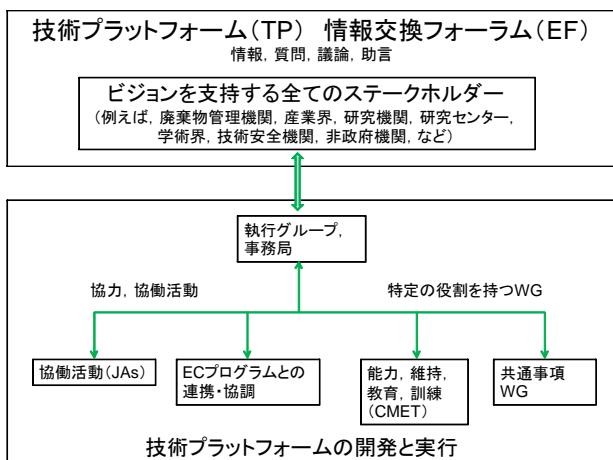 技術プラットフォーム(TP) 情報交換フォーラム(EF)
情報, 質問, 議論, 助言
ビジョンを支持する全てのステークホルダー
(例えば, 廃棄物管理機関, 産業界, 研究機関, 研究センター,
学術界, 技術安全機関, 非政府機関, など)
執行グループ,
事務局
協力, 協働活動
特定の役割を持つWG
協働活動(JAs)
ECプログラムとの
連携・協調
能力, 維持,
教育, 訓練
(CMET)
共通事項
WG
技術プラットフォームの開発と実行